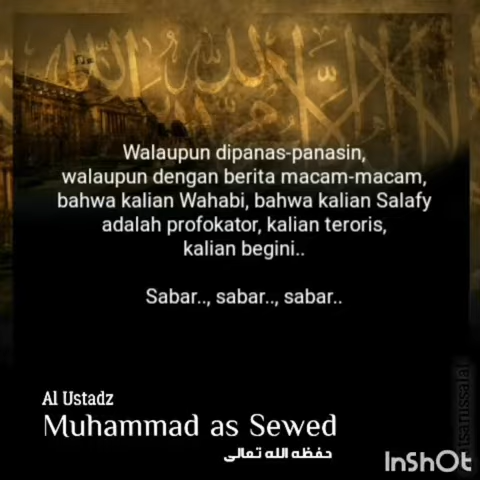 Walaupun dipanas-panasin,
walaupun dengan berita macam-macam,
bahwa kalian Wahabi, bahwa kalian Salafy
adalah profokator, kalian teroris,
kalian begini..
Sabar.., sabar.., sabar..
Al Ustadz
Muhammad as Sewed
حفظه الله تعالى
InShOt